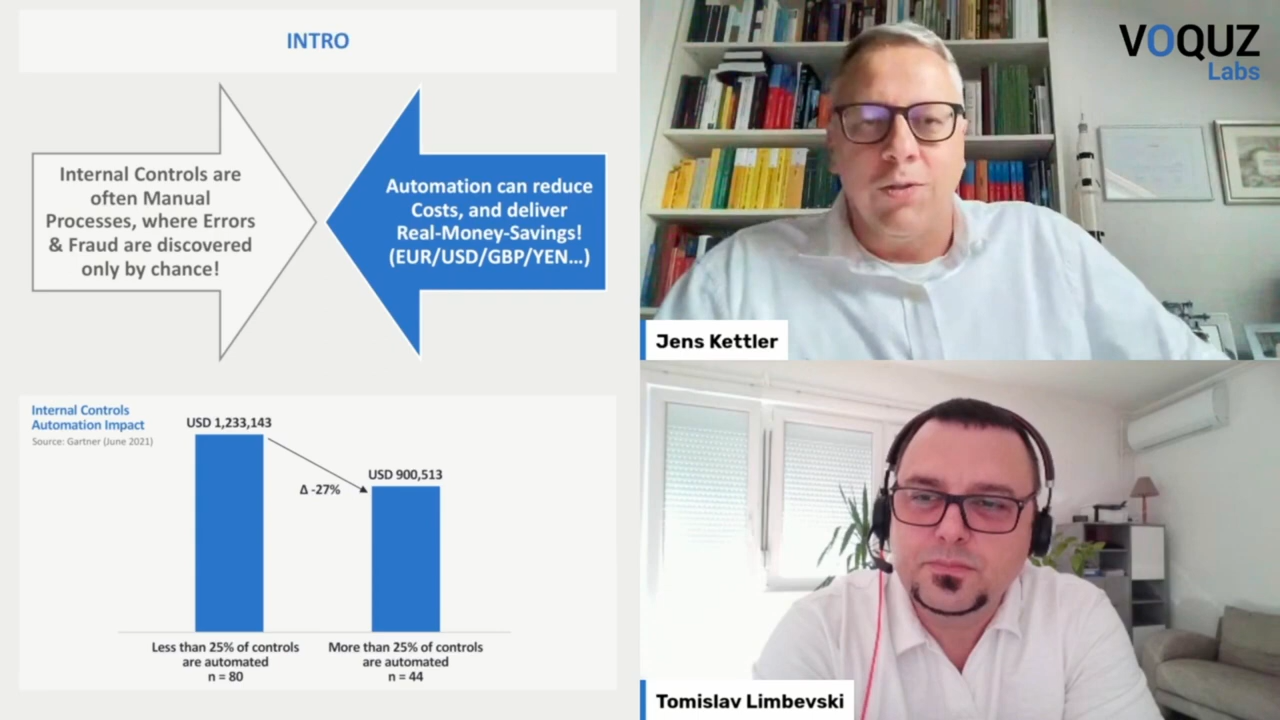 INTRO
Internal Controls are
often Manual
Processes, where Errors
& Fraud are discovered
only by chance!
Automation can reduce
Costs, and deliver
Real-Money-Savings!
(EUR/USD/GBP/YEN...)
Internal Controls
Automation Impact
Source: Gartner (June 2021)
USD 1,233,143
Δ -27%
USD 900,513
Less than 25% of controls
are automated
n = 80
More than 25% of controls
are automated
n = 44
VOQUZ
Labs
Jens Kettler
Tomislav Limbevski